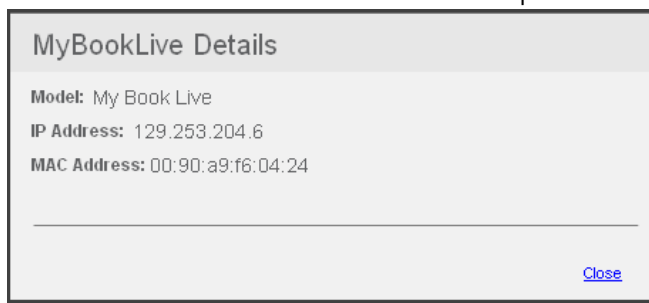 MyBookLive Details
Model: My Book Live
IP Address: 129.253.204.6
MAC Address: 00:90:a9:f6:04:24
Close